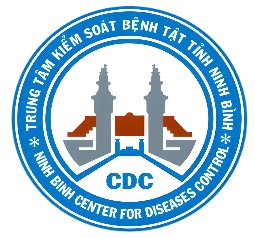 TRUNG TÂM KIỂM SOÁT BỆNH TẬT TỈNH NINH BÌNH
CDC
NINH BINH CENTER FOR DISEASES CONTROL